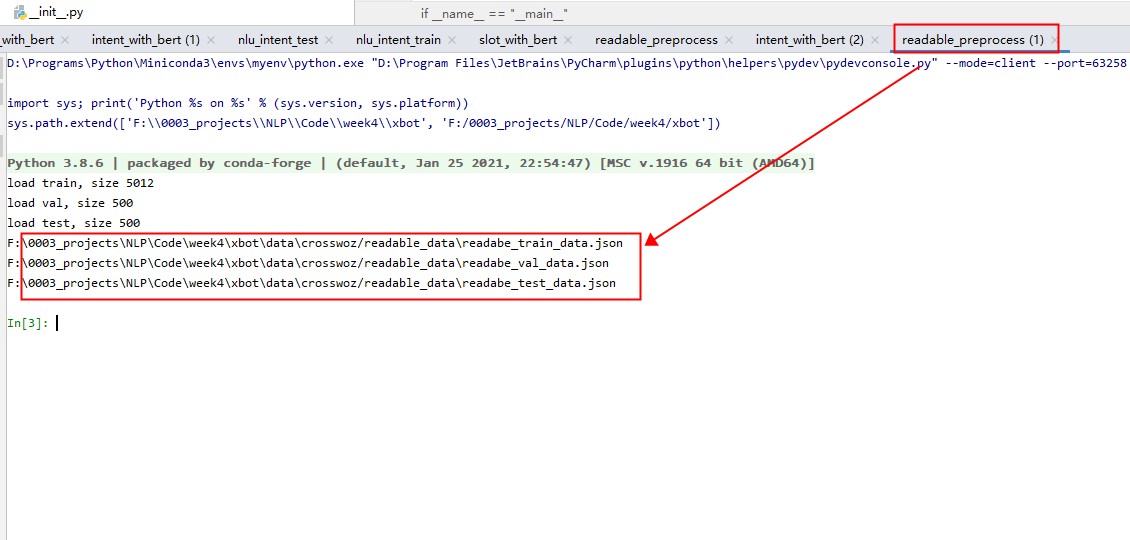 __init__.py
if __name__ == "__main__"
_with_bert
intent_with_bert (1)
nlu_intent_test
nlu_intent_train
slot_with_bert
readable_preprocess
intent_with_bert (2)
readable_preprocess (1)
D:\Programs\Python\Miniconda3\envs\myenv\python.exe "D:\Program Files\JetBrains\PyCharm\plugins\python\helpers\pydev\pydevconsole.py" --mode=client --port=63258
import sys; print('Python %s on %s' % (sys.version, sys.platform))
sys.path.extend(['F:\\0003_projects\\NLP\\Code\\week4\\xbot', 'F:/0003_projects/NLP/Code/week4/xbot'])
Python 3.8.6 | packaged by conda-forge | (default, Jan 25 2021, 22:54:47) [MSC v.1916 64 bit (AMD64)]
load train, size 5012
load val, size 500
load test, size 500
F:\0003_projects\NLP\Code\week4\xbot\data\crosswoz/readable_data\readabe_train_data.json
F:\0003_projects\NLP\Code\week4\xbot\data\crosswoz/readable_data\readabe_val_data.json
F:\0003_projects\NLP\Code\week4\xbot\data\crosswoz/readable_data\readabe_test_data.json
In[3]: